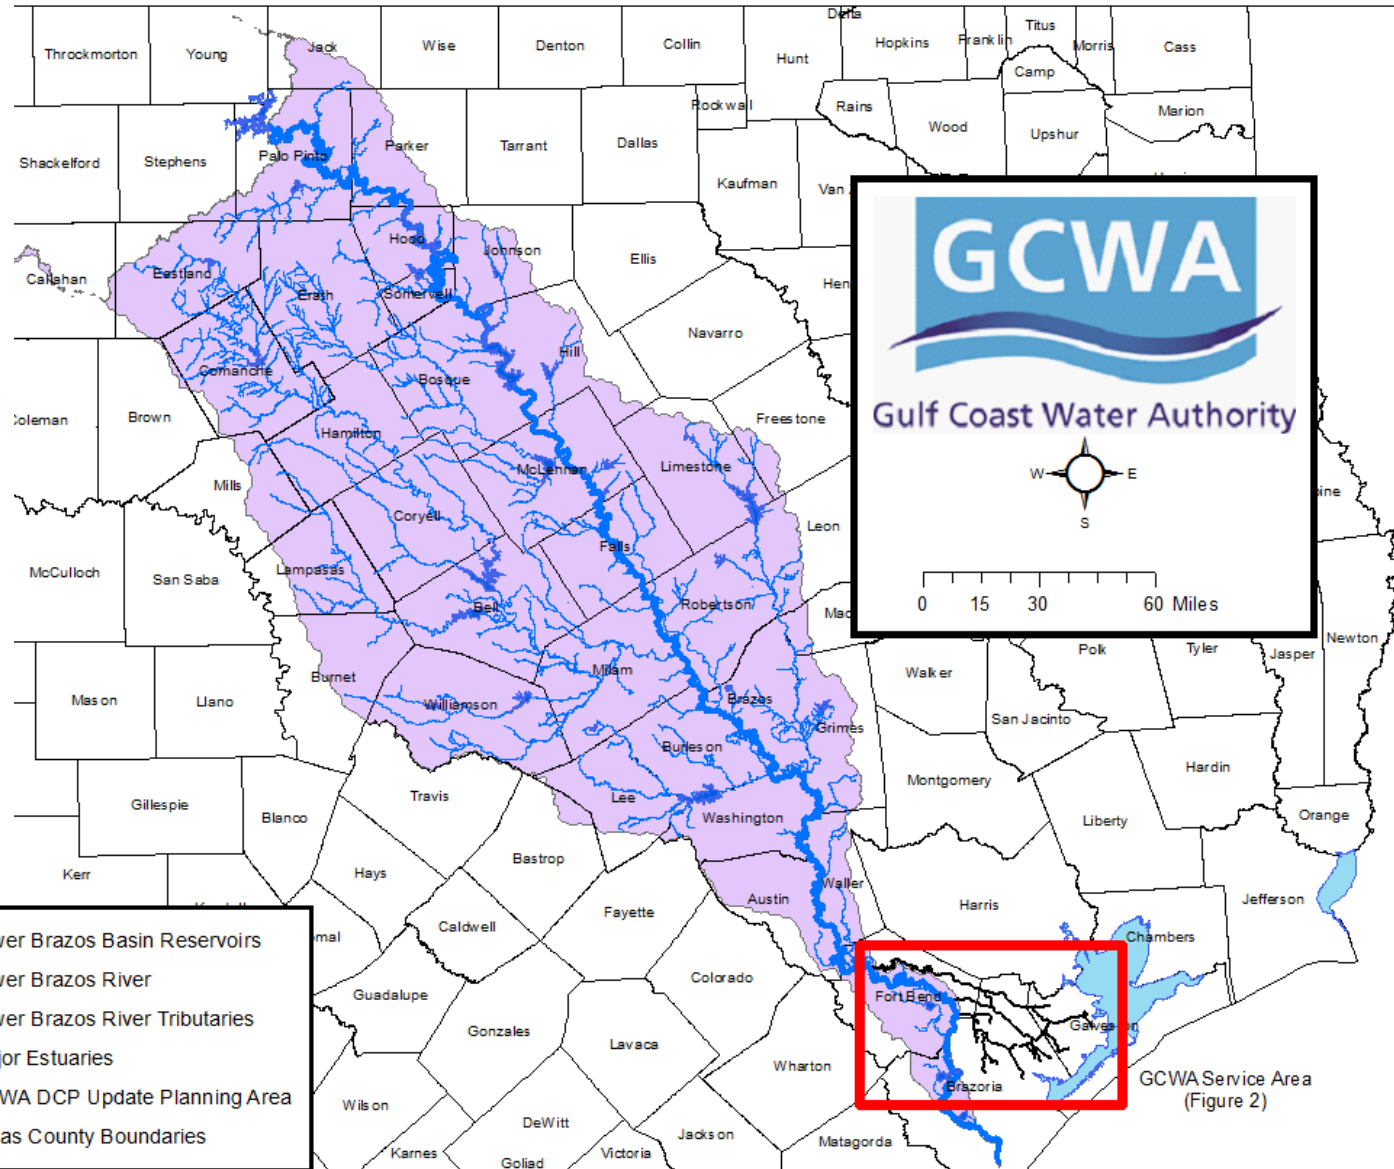 Delta
Titus
Throckmorton
Young
Jack
Wise
Denton
Collin
Hunt
Hopkins
Franklin
Morris
Cass
Camp
Rockwall
Rains
Wood
Upshur
Marion
Shackelford
Stephens
Palo Pinto
Parker
Tarrant
Dallas
Kaufman
Van
Callahan
Eastland
Erath
Hood
Somervell
Johnson
Ellis
Hen
Navarro
Comanche
Bosque
Hill
Freestone
oleman
Brown
Hamilton
McLennan
Limestone
Mills
Coryell
Falls
Leon
McCulloch
San Saba
Lampasas
Bell
Robertson
Mad
Mason
Llano
Burnet
Williamson
Milam
Brazos
Grimes
Burleson
Walker
San Jacinto
Polk
Tyler
Jasper
Newton
Gillespie
Blanco
Travis
Lee
Washington
Montgomery
Liberty
Hardin
Orange
Kerr
Hays
Bastrop
Fayette
Austin
Waller
Harris
Chambers
Jefferson
mal
Caldwell
Guadalupe
Gonzales
Lavaca
Colorado
Wharton
Fort Bend
Galveston
Brazoria
Wilson
Karnes
DeWitt
Goliad
Victoria
Jackson
Matagorda
GCWA
Gulf Coast Water Authority
W
E
S
0 15 30 60 Miles
GCWA Service Area
(Figure 2)
wer Brazos Basin Reservoirs
wer Brazos River
wer Brazos River Tributaries
jor Estuaries
WA DCP Update Planning Area
as County Boundaries